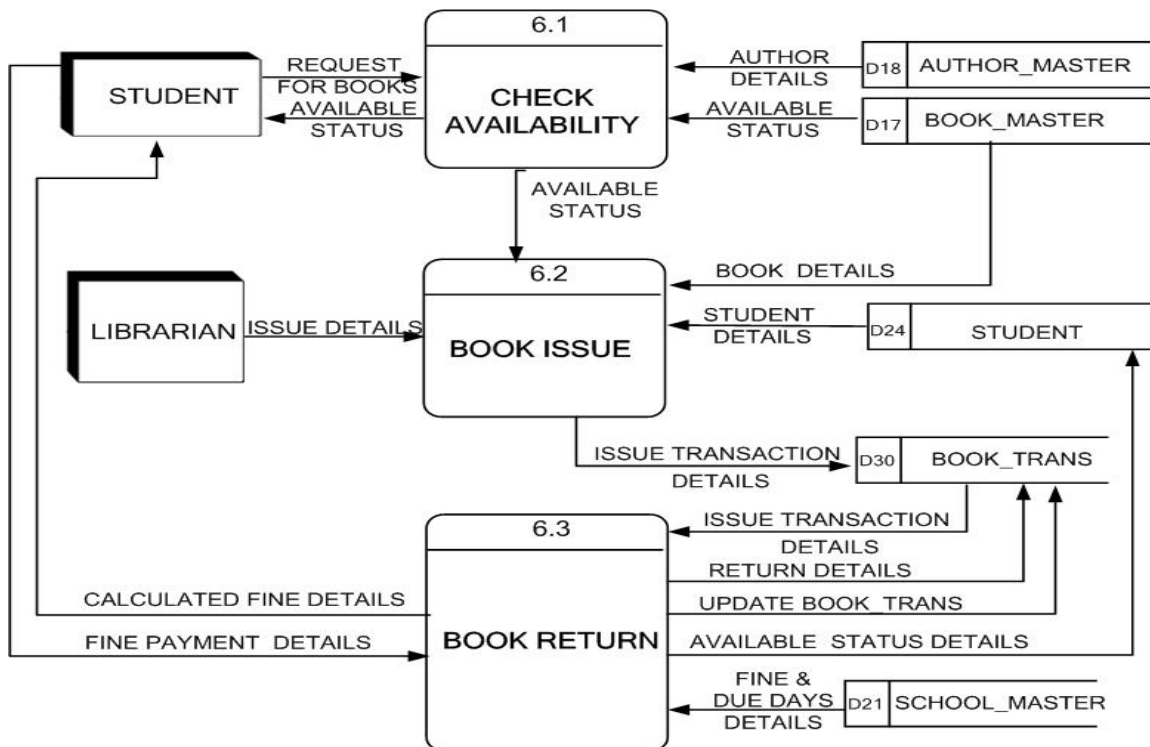 6.1
REQUEST
FOR BOOKS
STUDENT
AVAILABLE
STATUS
CHECK
AVAILABILITY
AUTHOR
DETAILS
D18
AUTHOR_MASTER
AVAILABLE
STATUS
D17
BOOK_MASTER
AVAILABLE
STATUS
6.2
BOOK DETAILS
LIBRARIAN
ISSUE DETAILS
BOOK ISSUE
STUDENT
DETAILS
D24
STUDENT
ISSUE TRANSACTION
DETAILS
D30
BOOK_TRANS
6.3
ISSUE TRANSACTION
DETAILS
RETURN DETAILS
CALCULATED FINE DETAILS
UPDATE BOOK_TRANS
FINE PAYMENT DETAILS
BOOK RETURN
AVAILABLE STATUS DETAILS
FINE &
DUE DAYS
DETAILS
D21
SCHOOL_MASTER